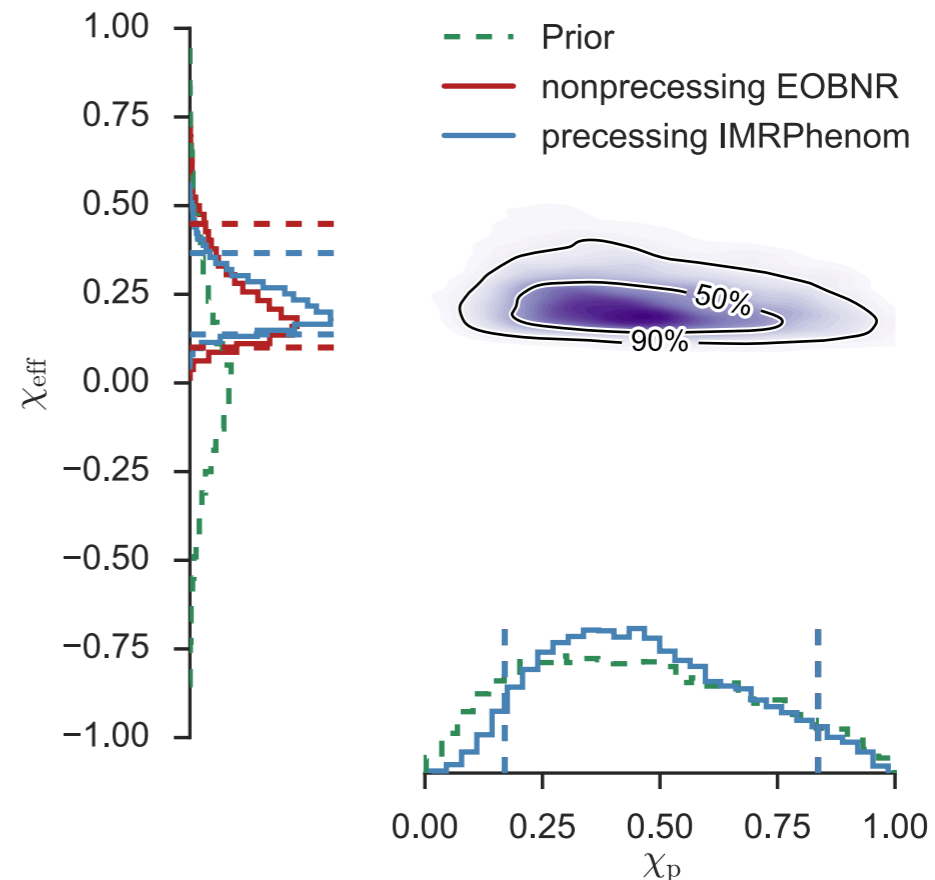 Prior
nonprecessing EOBNR
precessing IMRPhenom
1.00
0.75
0.50
0.25
0.00
−0.25
−0.50
−0.75
−1.00
χeff
50%
90%
0.00 0.25 0.50 0.75 1.00
χp